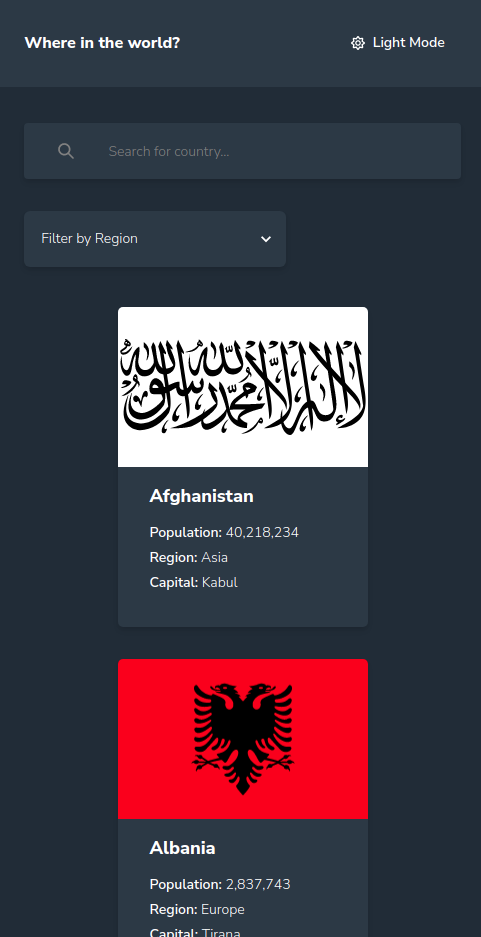 Where in the world?
Light Mode
Search for country...
Filter by Region
لا إله إلا الله محمد رسول الله
Afghanistan
Population: 40,218,234
Region: Asia
Capital: Kabul
Albania
Population: 2,837,743
Region: Europe
Capital: Tirana